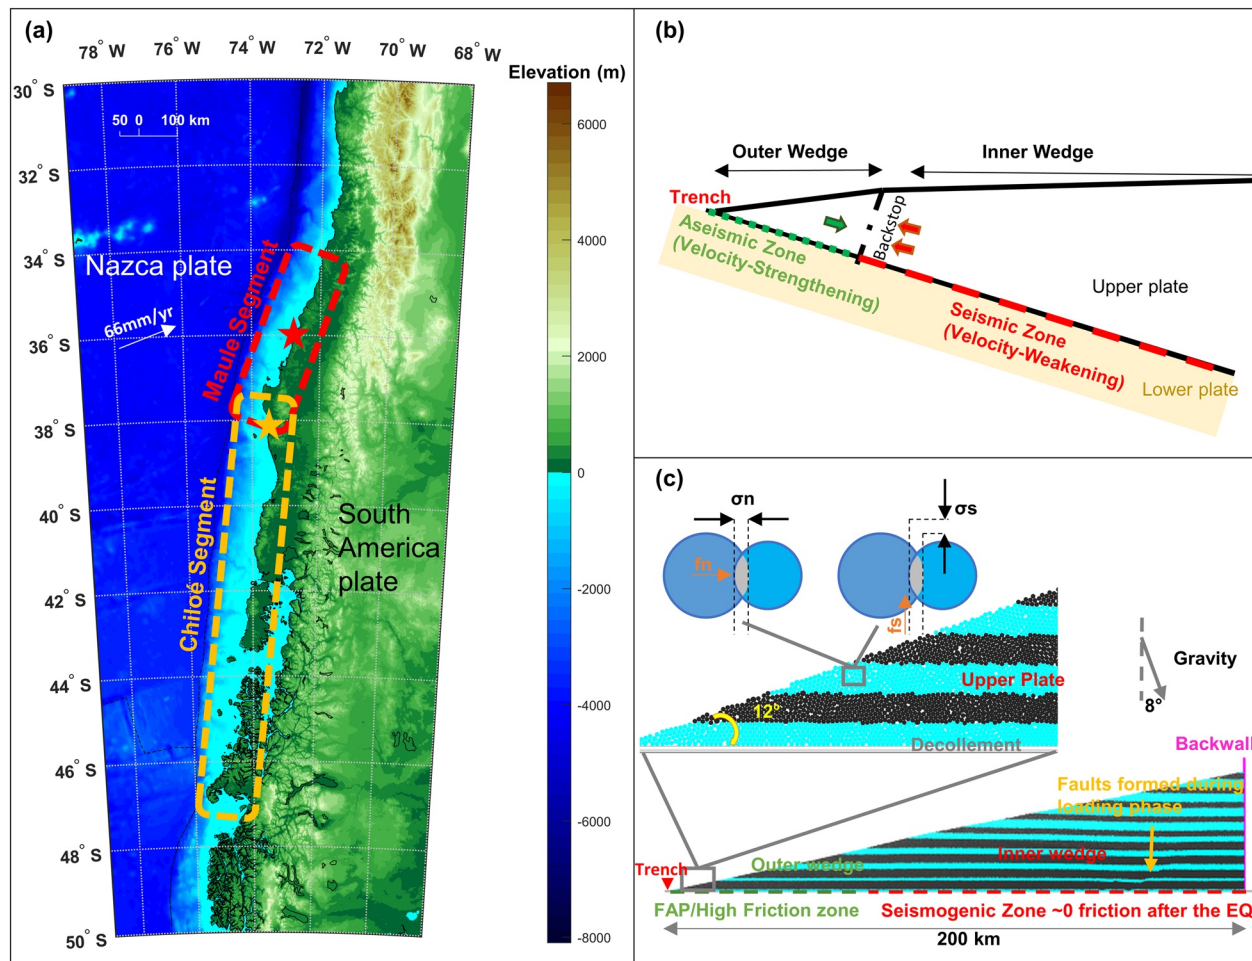 (a)
78° W
76° W
74° W
72° W
70° W
68° W
Elevation (m)
30° S
32° S
34° S
36° S
38° S
40° S
42° S
44° S
46° S
48° S
50° S
50 0 100 km
Nazca plate
66mm/yr
Maule Segment
Chiloé Segment
South
America
plate
6000
4000
2000
0
-2000
-4000
-6000
-8000
(b)
Outer Wedge
Inner Wedge
Trench
Backstop
Aseismic Zone
(Velocity-Strengthening)
Upper plate
Seismic Zone
(Velocity-Weakening)
Lower plate
(c)
σn
σs
fn
fs
Upper Plate
12°
Decollement
Gravity
8°
Backwall
Faults formed during
loading phase
Trench
Outer wedge
Inner wedge
FAP/High Friction zone
Seismogenic Zone ~0 friction after the EQ
200 km